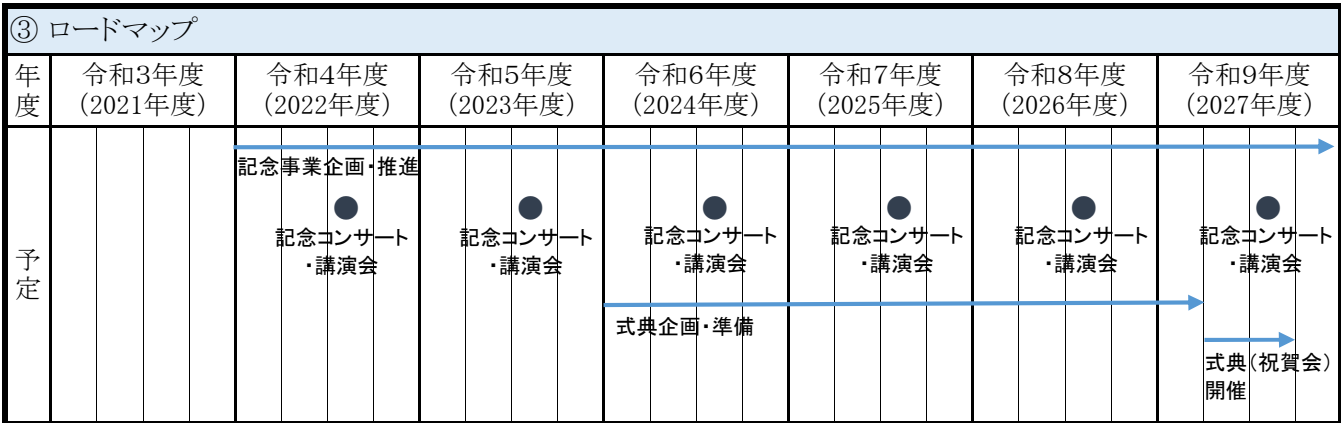 ③ ロードマップ
年度
令和3年度
(2021年度)
令和4年度
(2022年度)
令和5年度
(2023年度)
令和6年度
(2024年度)
令和7年度
(2025年度)
令和8年度
(2026年度)
令和9年度
(2027年度)
予定
記念事業企画・推進
記念コンサート
・講演会
記念コンサート
・講演会
記念コンサート
・講演会
記念コンサート
・講演会
記念コンサート
・講演会
記念コンサート
・講演会
式典企画・準備
式典(祝賀会)
開催